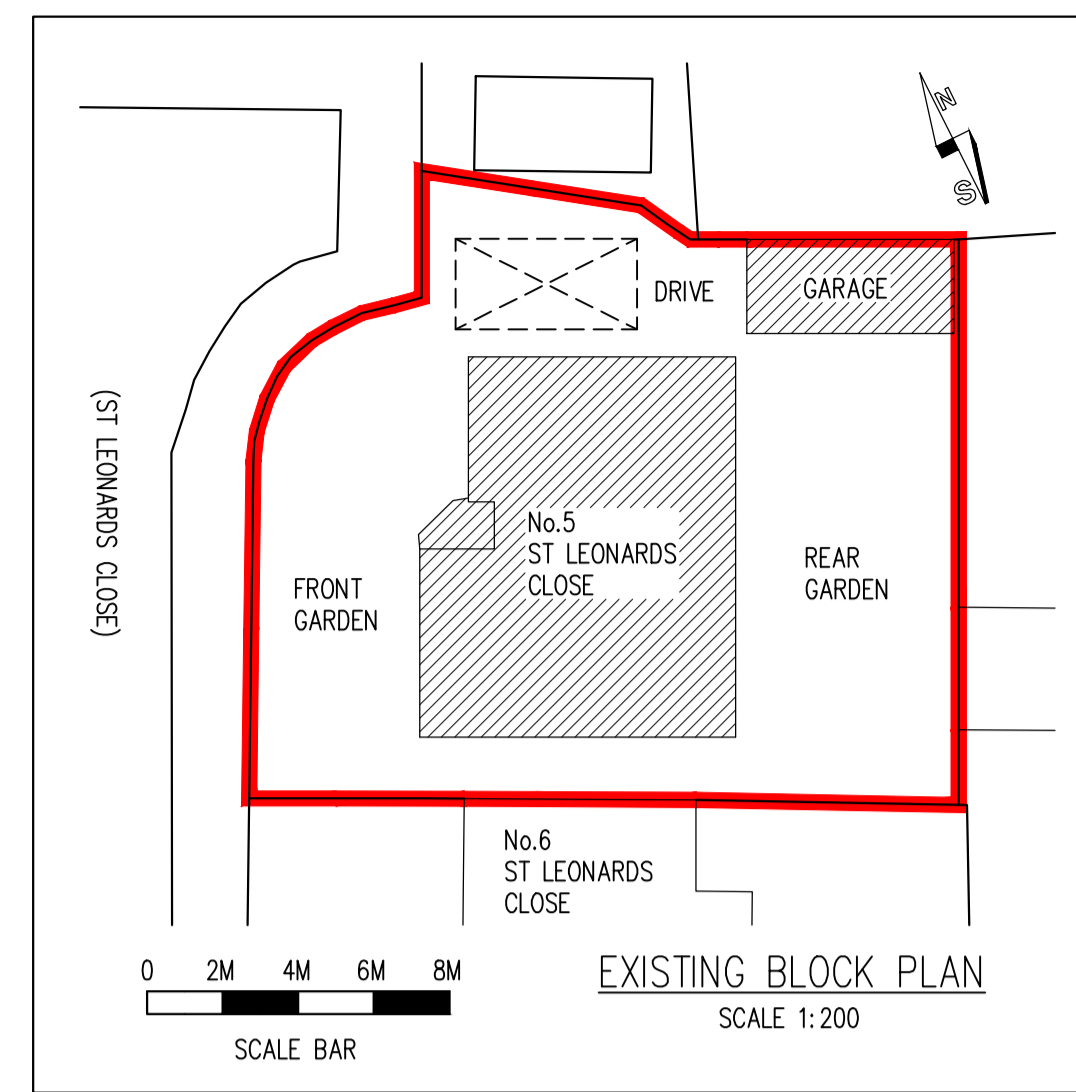 N
S
DRIVE
GARAGE
(ST LEONARDS CLOSE)
No.5
ST LEONARDS
CLOSE
FRONT
GARDEN
REAR
GARDEN
No.6
ST LEONARDS
CLOSE
0 2M 4M 6M 8M
SCALE BAR
EXISTING BLOCK PLAN
SCALE 1:200